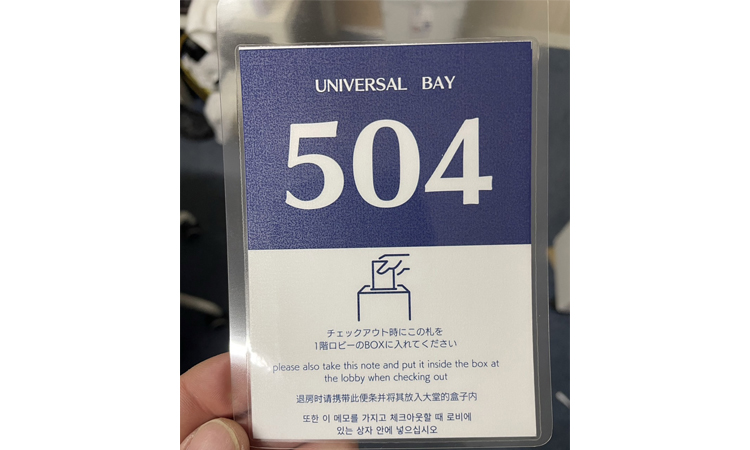 UNIVERSAL BAY
504
チェックアウト時にこの札を
1階ロビーのBOXに入れてください
please also take this note and put it inside the box at
the lobby when checking out
退房时请携带此便条并将其放入大堂的盒子内
또한 이 메모를 가지고 체크아웃할 때 로비에
있는 상자 안에 넣으십시오